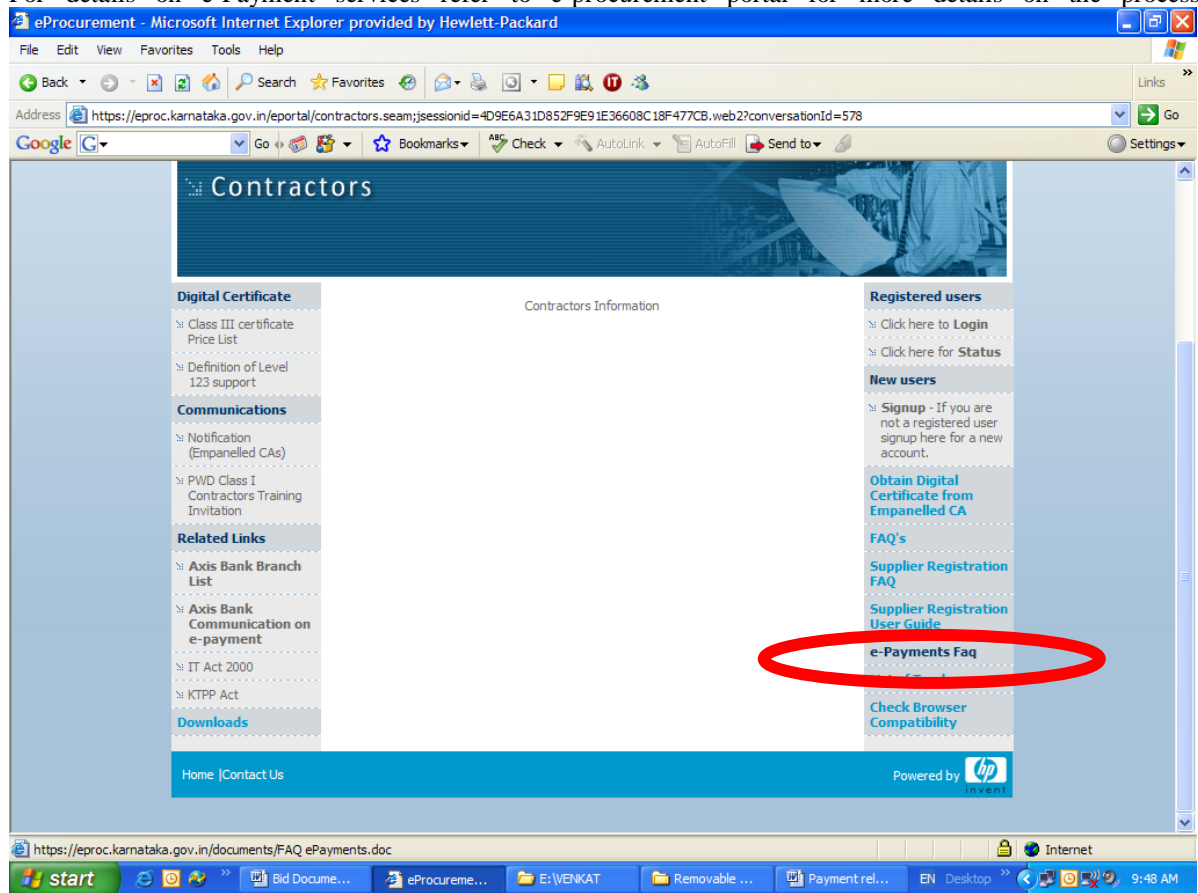 For details on e-Payment services refer to e-procurement portal for more details on the process
eProcurement - Microsoft Internet Explorer provided by Hewlett-Packard
File Edit View Favorites Tools Help
Back Search Favorites Links »
Address https://eproc.karnataka.gov.in/eportal/contractors.seam;jsessionid=4D9E6A31D852F9E91E36608C18F477CB.web2?conversationId=578 Go
Google G Go Bookmarks ABC Check AutoLink AutoFill Send to Settings
Contractors
Digital Certificate
Class III certificate
Price List
Definition of Level
123 support
Communications
Notification
(Empanelled CAs)
PWD Class I
Contractors Training
Invitation
Related Links
Axis Bank Branch
List
Axis Bank
Communication on
e-payment
IT Act 2000
KTPP Act
Downloads
Contractors Information
Registered users
Click here to Login
Click here for Status
New users
Signup - If you are
not a registered user
signup here for a new
account.
Obtain Digital
Certificate from
Empanelled CA
FAQ's
Supplier Registration
FAQ
Supplier Registration
User Guide
e-Payments Faq
Check Browser
Compatibility
Home |Contact Us
Powered by hp
invent
https://eproc.karnataka.gov.in/documents/FAQ ePayments.doc Internet
start » Bid Docume... eProcureme... E:\VENKAT Removable ... Payment rel... EN Desktop » 9:48 AM